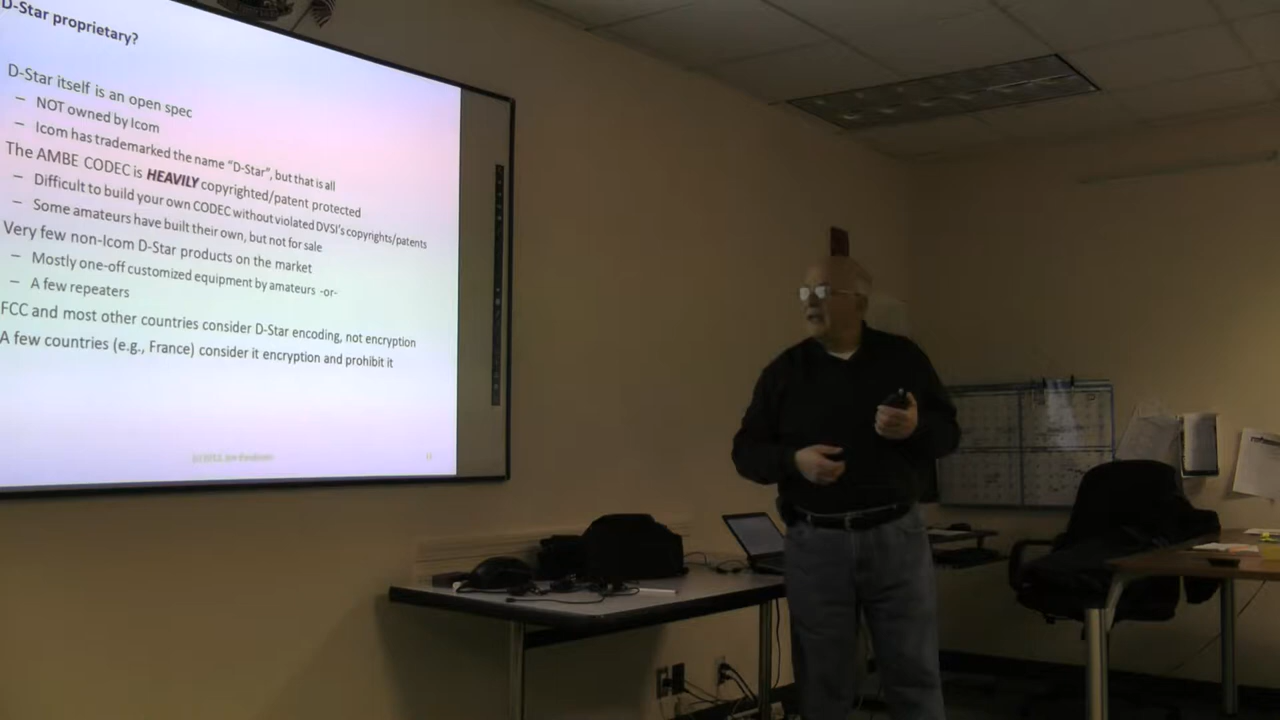 D-Star proprietary?
D-Star itself is an open spec
– NOT owned by Icom
– Icom has trademarked the name "D-Star", but that is all
The AMBE CODEC is HEAVILY copyrighted/patent protected
– Difficult to build your own CODEC without violated DVSI's copyrights/patents
– Some amateurs have built their own, but not for sale
Very few non-Icom D-Star products on the market
– Mostly one-off customized equipment by amateurs -or-
– A few repeaters
FCC and most other countries consider D-Star encoding, not encryption
A few countries (e.g., France) consider it encryption and prohibit it